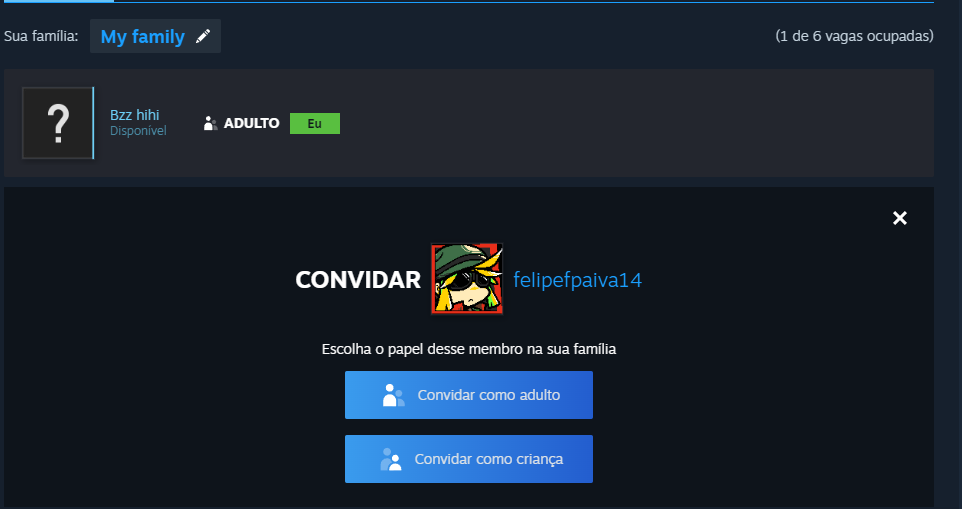 Sua família: My family (1 de 6 vagas ocupadas)
?
Bzz hihi
Disponível
ADULTO Eu
CONVIDAR felipefpaiva14
Escolha o papel desse membro na sua família
Convidar como adulto
Convidar como criança